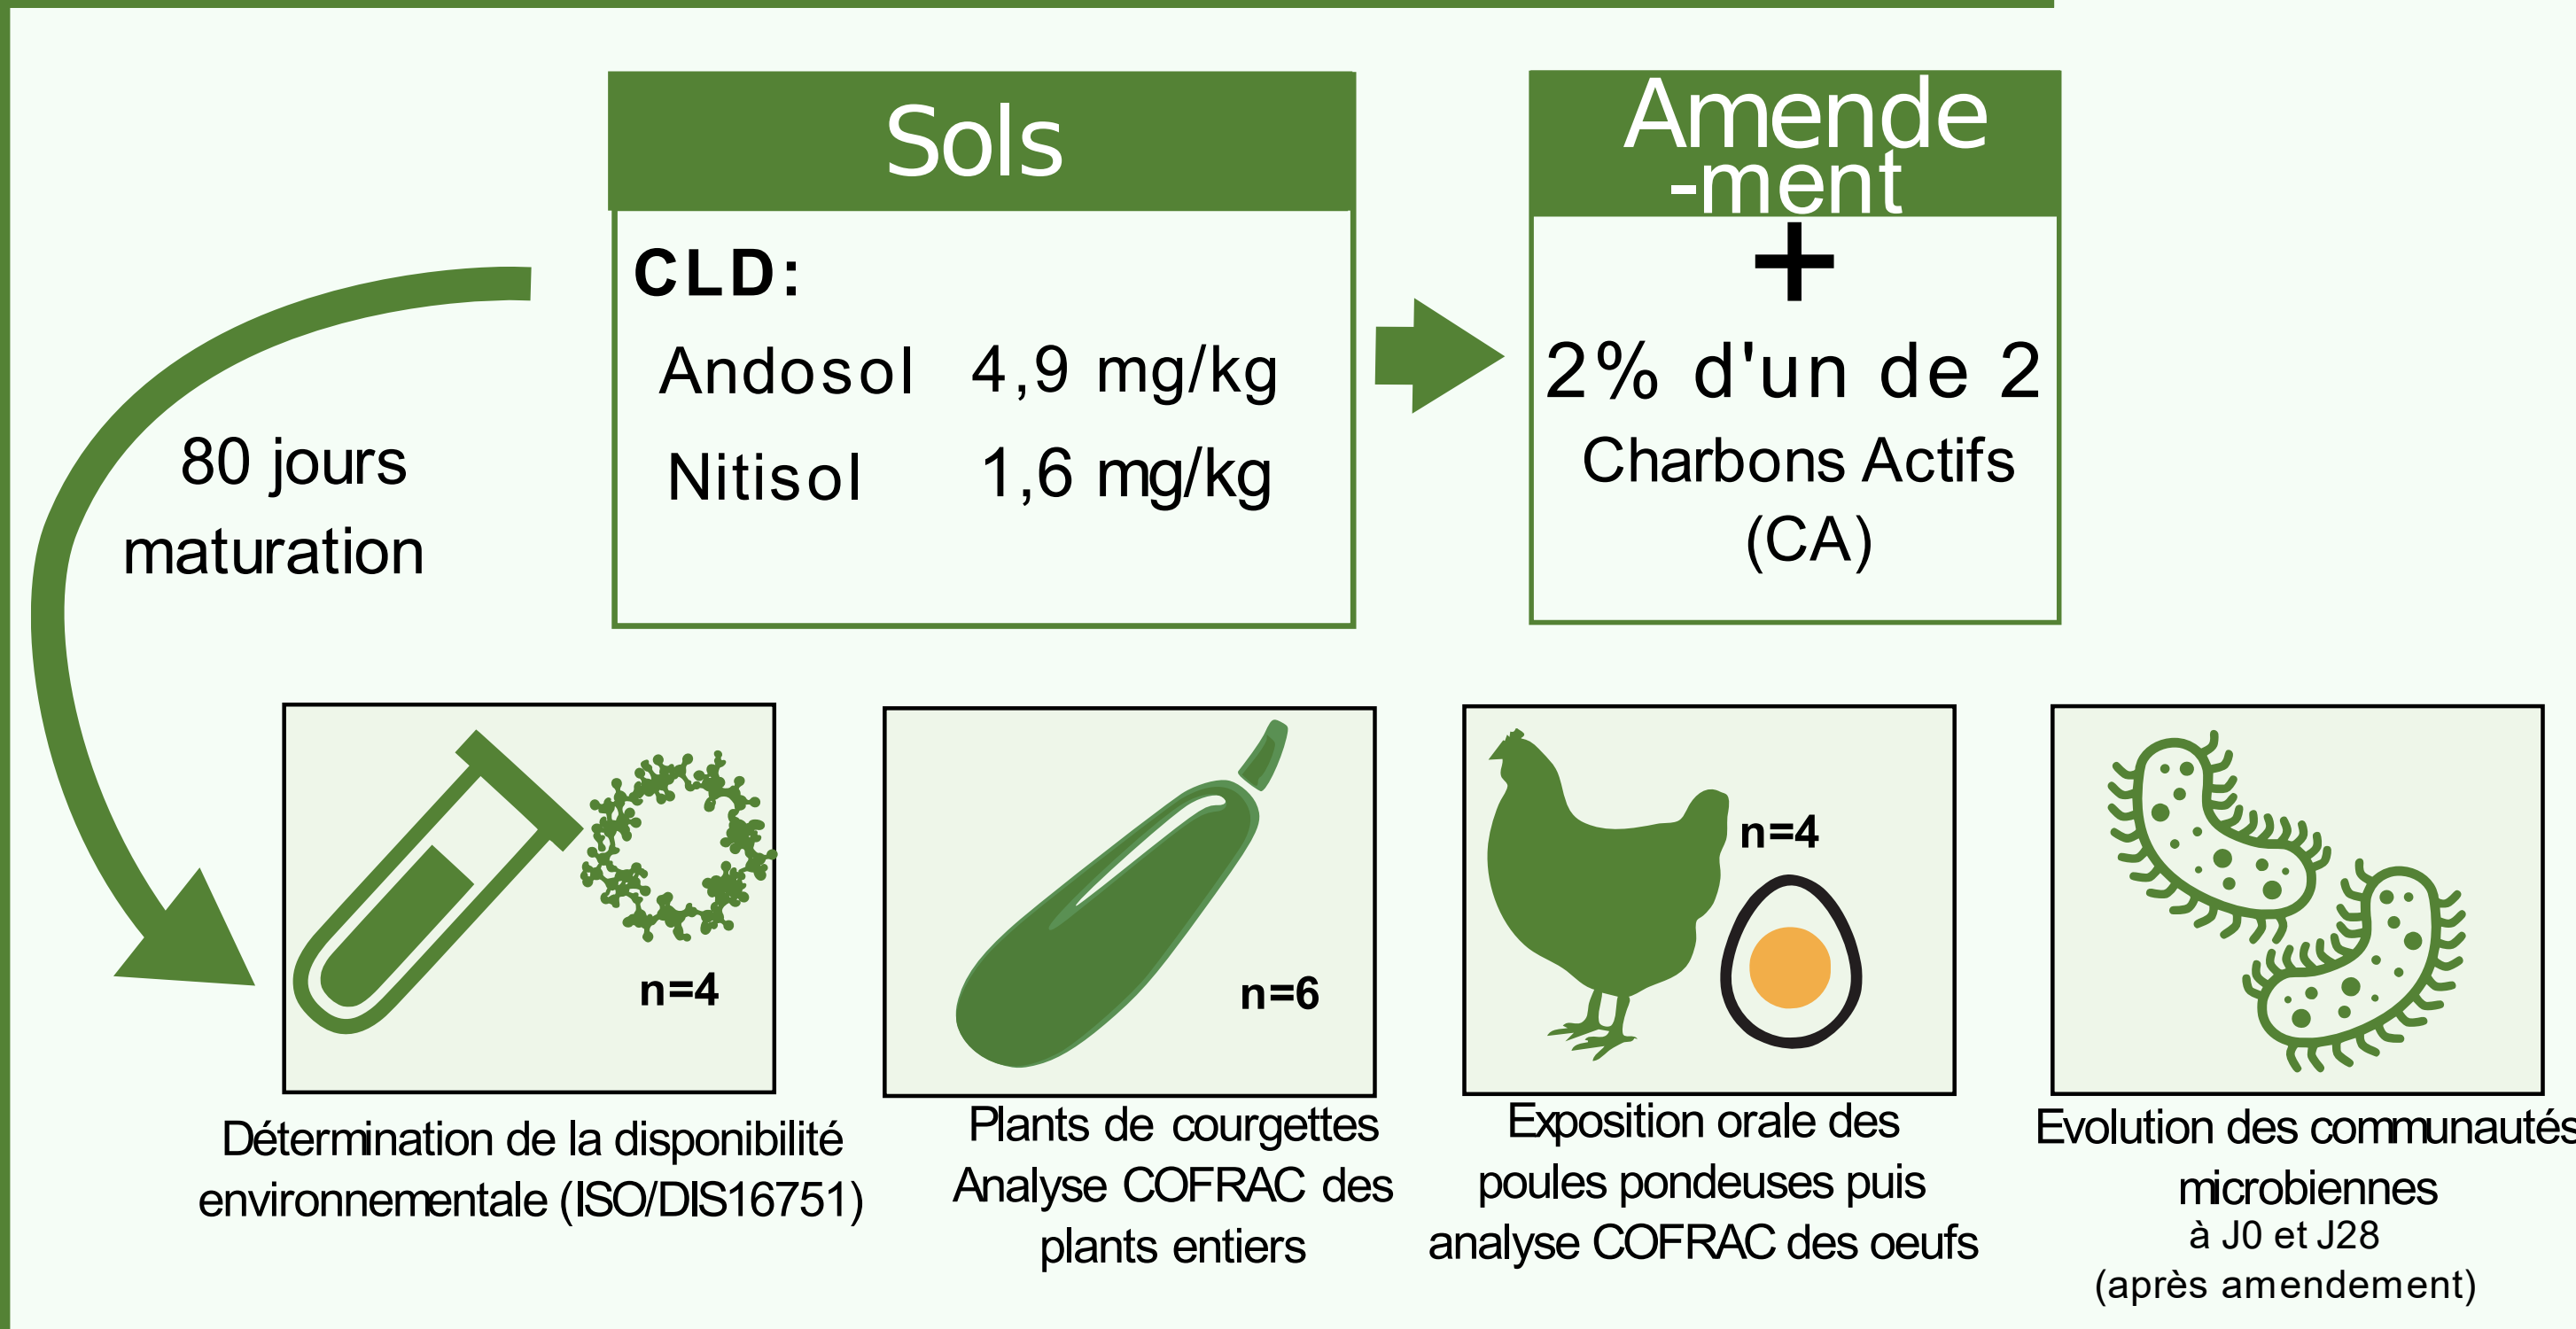 Sols
Amende
-ment
CLD:
Andosol 4,9 mg/kg
Nitisol 1,6 mg/kg
+
2% d'un de 2
Charbons Actifs
(CA)
80 jours
maturation
n=4
Détermination de la disponibilité
environnementale (ISO/DIS16751)
n=6
Plants de courgettes
Analyse COFRAC des
plants entiers
n=4
Exposition orale des
poules pondeuses puis
analyse COFRAC des oeufs
Evolution des communautés
microbiennes
à J0 et J28
(après amendement)